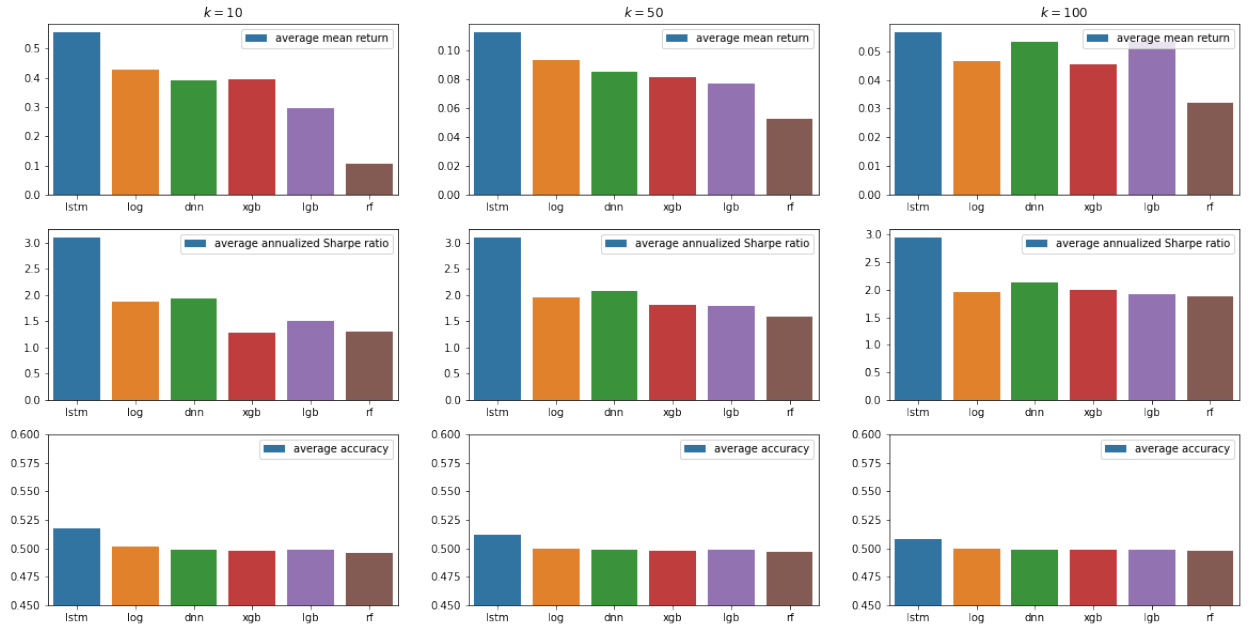 k = 10
k = 50
k = 100
average mean return
0.5
0.4
0.3
0.2
0.1
0.0
lstm log dnn xgb lgb rf
average mean return
0.10
0.08
0.06
0.04
0.02
0.00
lstm log dnn xgb lgb rf
average mean return
0.05
0.04
0.03
0.02
0.01
0.00
lstm log dnn xgb lgb rf
average annualized Sharpe ratio
3.0
2.5
2.0
1.5
1.0
0.5
0.0
lstm log dnn xgb lgb rf
average annualized Sharpe ratio
3.0
2.5
2.0
1.5
1.0
0.5
0.0
lstm log dnn xgb lgb rf
average annualized Sharpe ratio
3.0
2.5
2.0
1.5
1.0
0.5
0.0
lstm log dnn xgb lgb rf
average accuracy
0.600
0.575
0.550
0.525
0.500
0.475
0.450
lstm log dnn xgb lgb rf
average accuracy
0.600
0.575
0.550
0.525
0.500
0.475
0.450
lstm log dnn xgb lgb rf
average accuracy
0.600
0.575
0.550
0.525
0.500
0.475
0.450
lstm log dnn xgb lgb rf